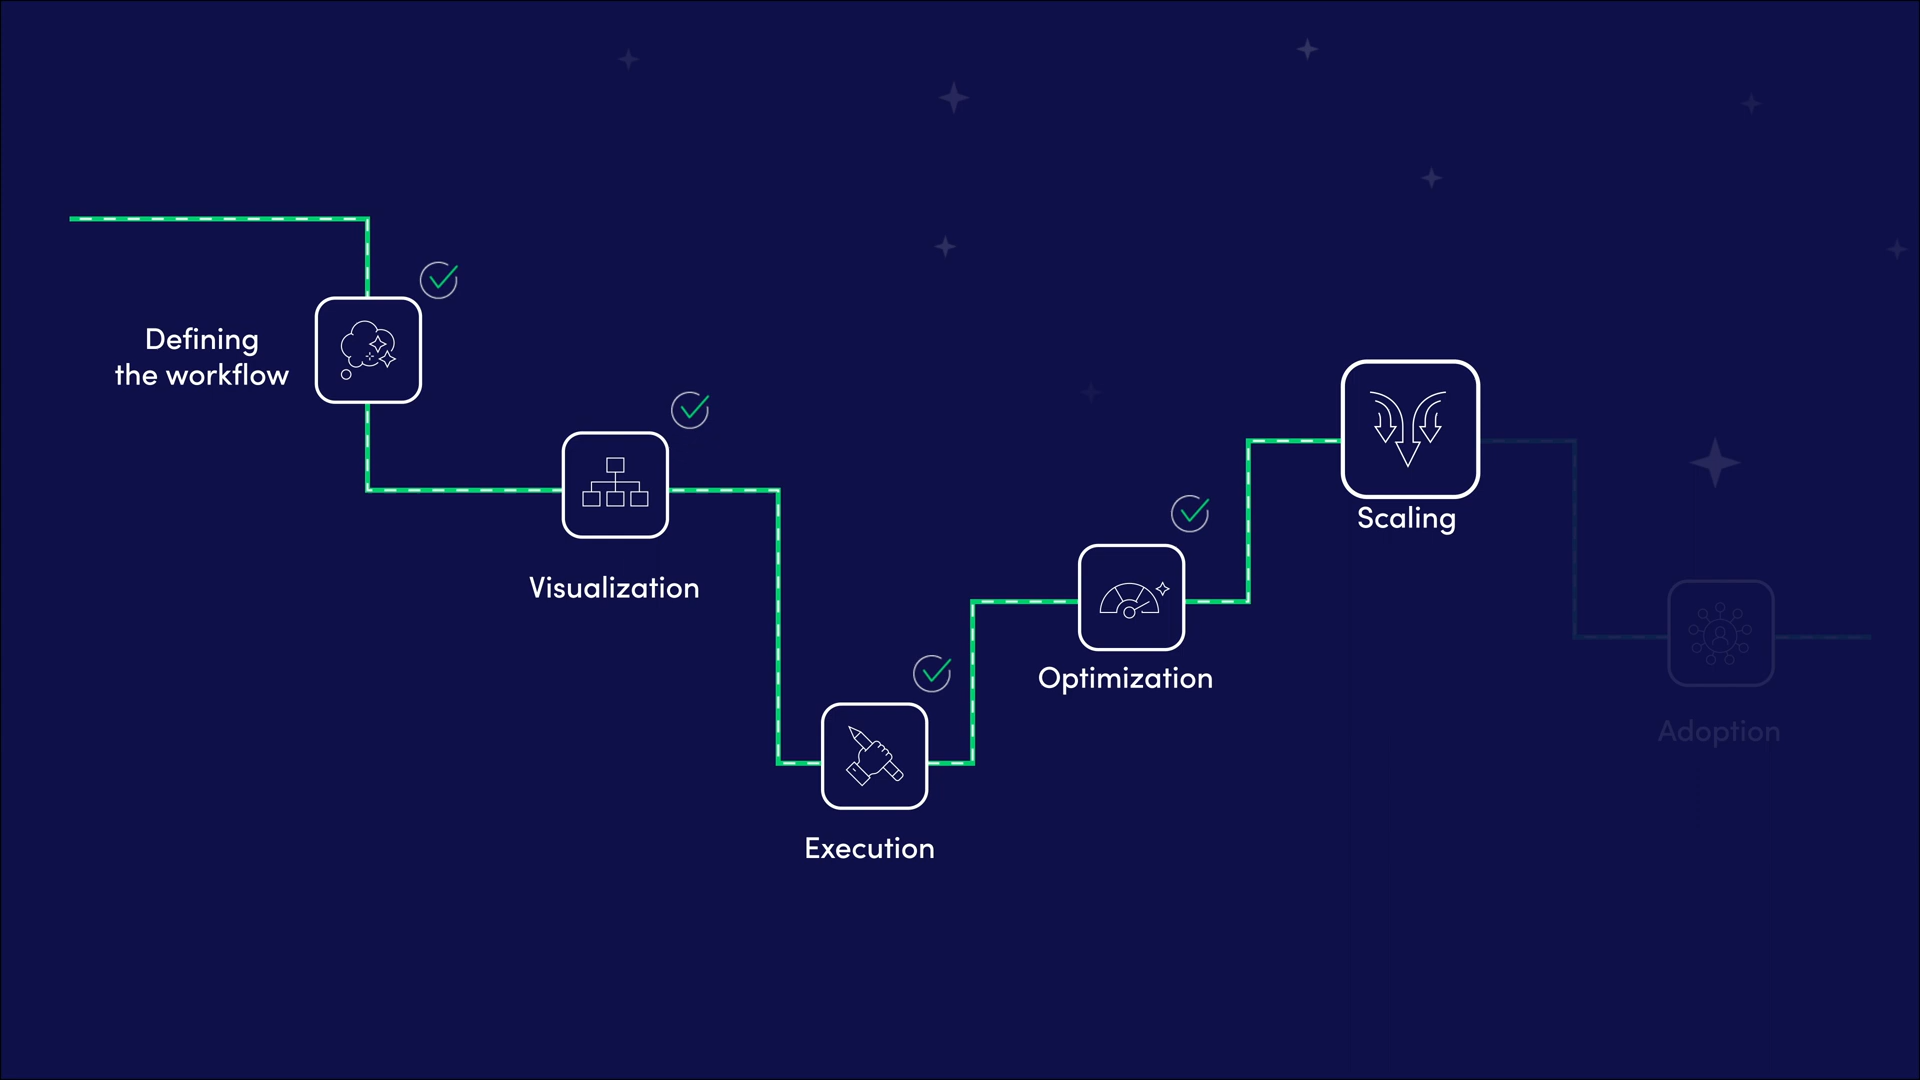 Defining
the workflow
Visualization
Execution
Optimization
Scaling
Adoption